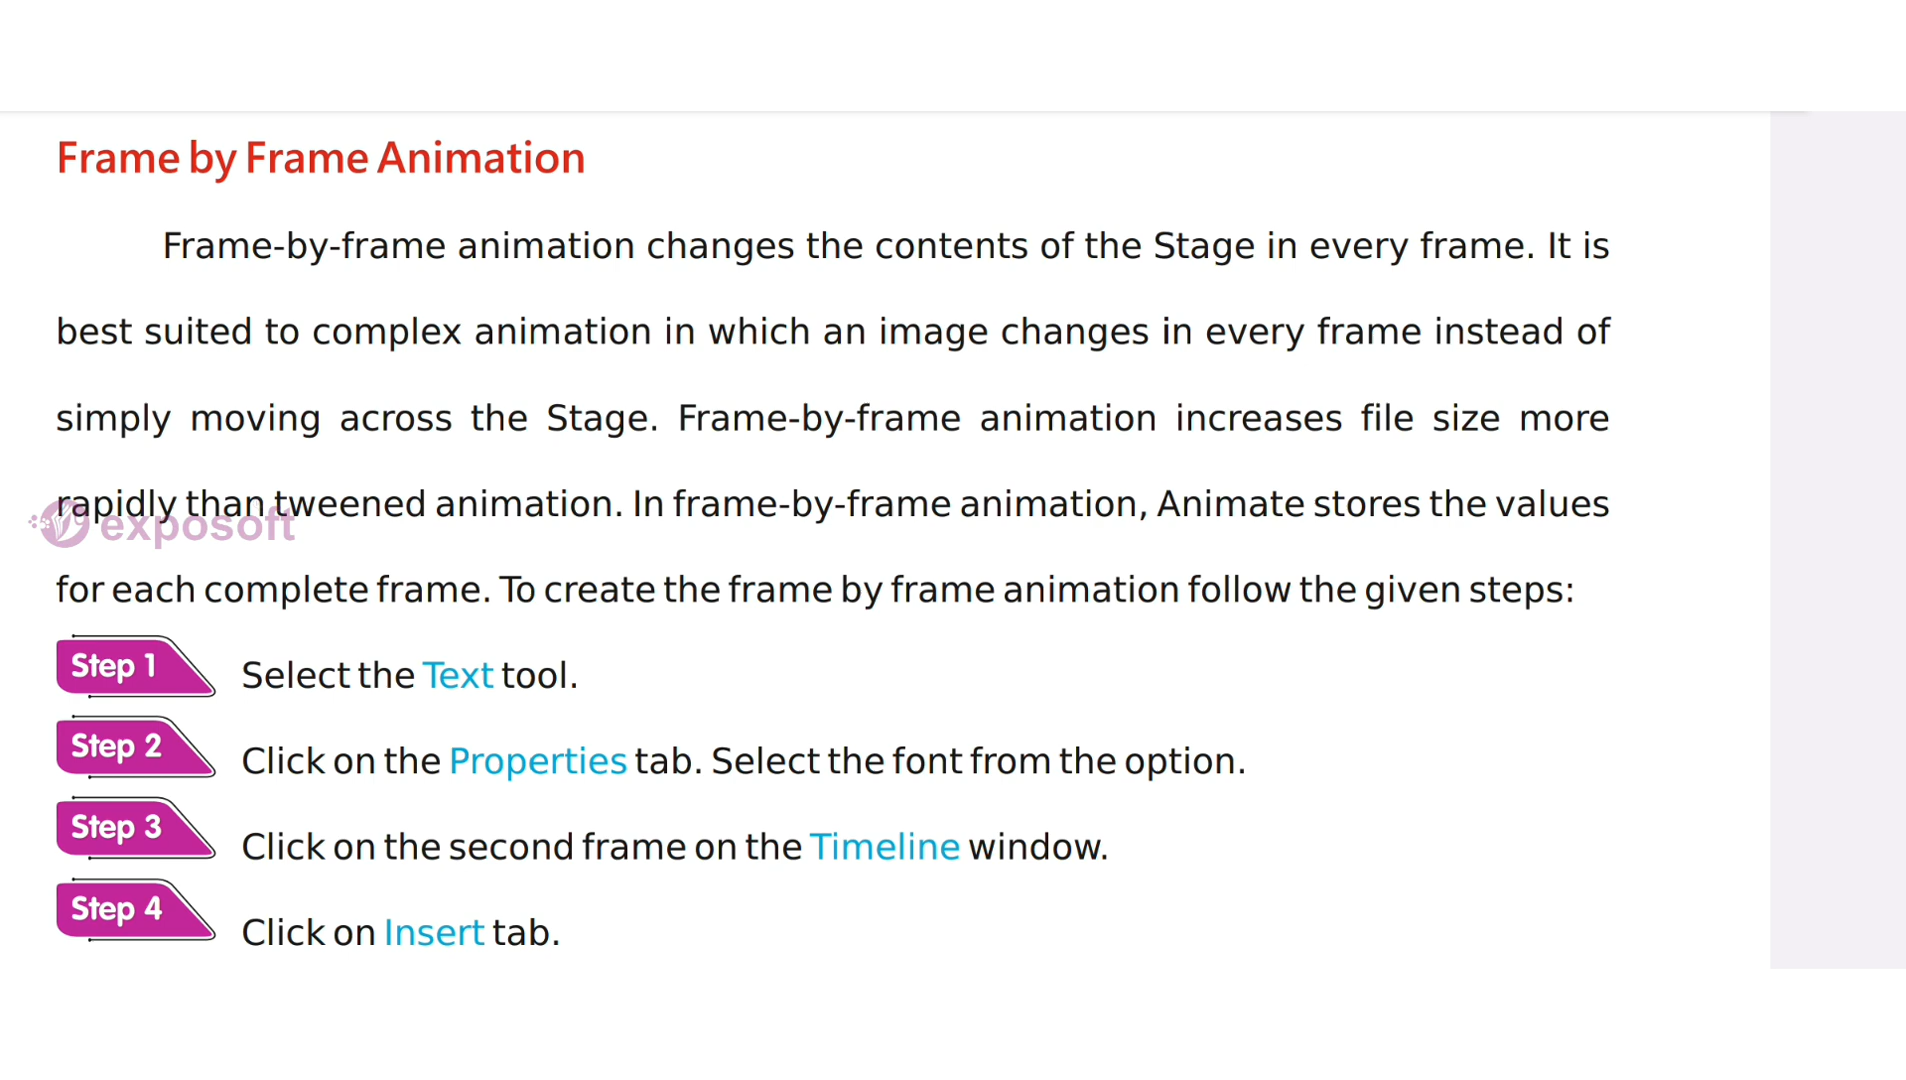 Frame by Frame Animation
Frame-by-frame animation changes the contents of the Stage in every frame. It is
best suited to complex animation in which an image changes in every frame instead of
simply moving across the Stage. Frame-by-frame animation increases file size more
rapidly than tweened animation. In frame-by-frame animation, Animate stores the values
exposoft
for each complete frame. To create the frame by frame animation follow the given steps:
Step 1 Select the Text tool.
Step 2 Click on the Properties tab. Select the font from the option.
Step 3 Click on the second frame on the Timeline window.
Step 4 Click on Insert tab.